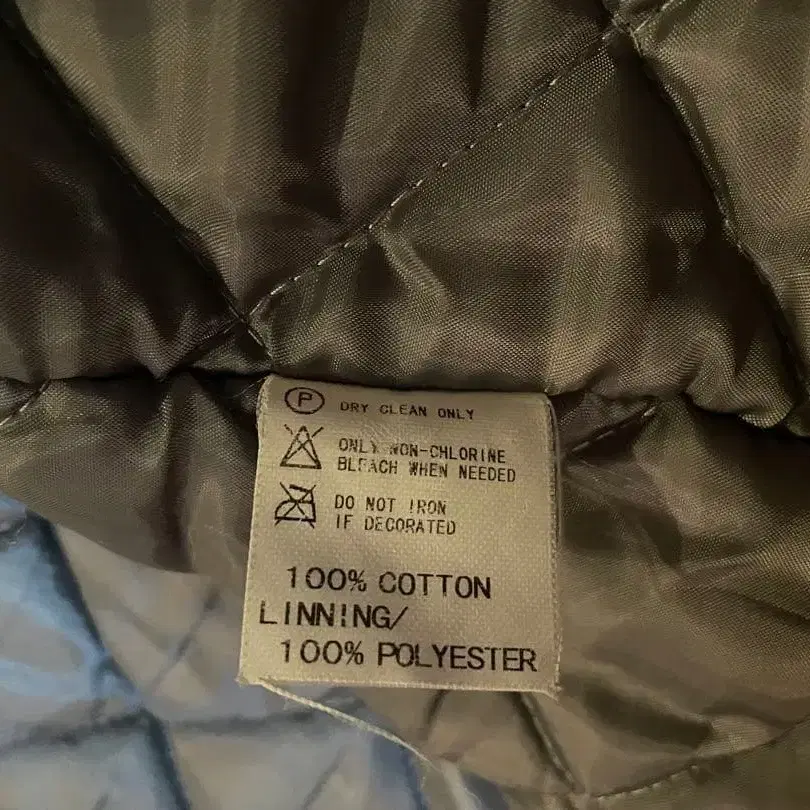 P DRY CLEAN ONLY
ONLY NON-CHLORINE
BLEACH WHEN NEEDED
DO NOT IRON
IF DECORATED
100% COTTON
LINNING/
100% POLYESTER